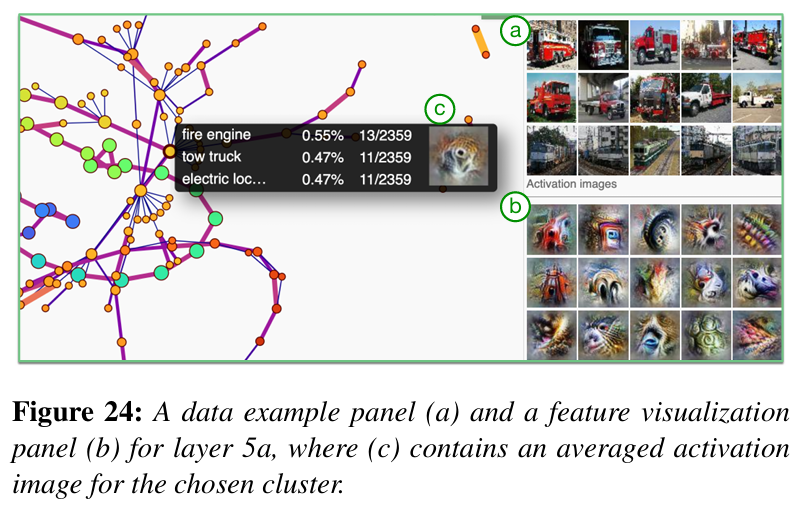 a
c
fire engine 0.55% 13/2359
tow truck 0.47% 11/2359
electric loc... 0.47% 11/2359
Activation images
b
Figure 24: A data example panel (a) and a feature visualization
panel (b) for layer 5a, where (c) contains an averaged activation
image for the chosen cluster.